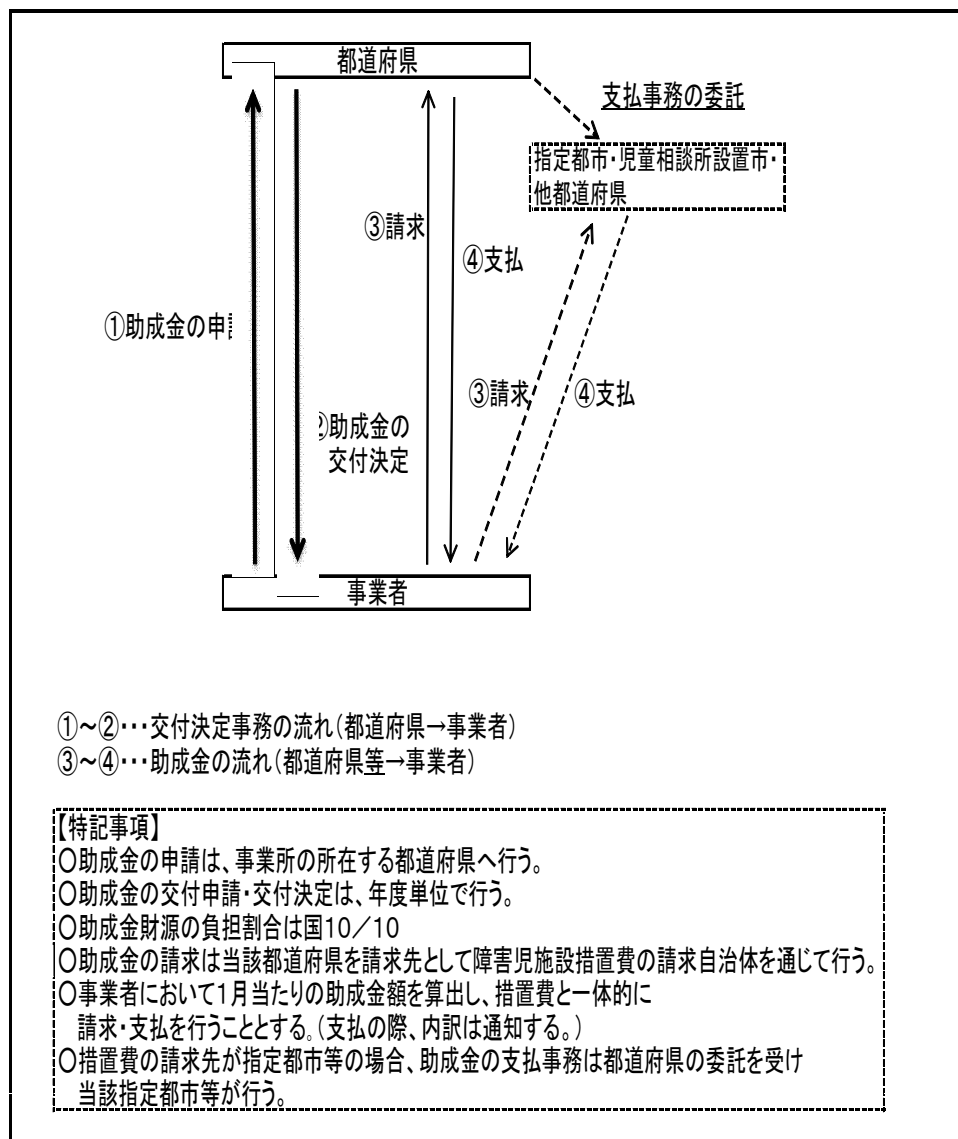 都道府県
支払事務の委託
指定都市・児童相談所設置市・
他都道府県
③請求
④支払
①助成金の申
③請求
④支払
助成金の
交付決定
事業者
①～②・・・交付決定事務の流れ（都道府県→事業者）
③～④・・・助成金の流れ（都道府県等→事業者）
【特記事項】
○助成金の申請は、事業所の所在する都道府県へ行う。
○助成金の交付申請・交付決定は、年度単位で行う。
○助成金財源の負担割合は国10／10
○助成金の請求は当該都道府県を請求先として障害児施設措置費の請求自治体を通じて行う。
○事業者において1月当たりの助成金額を算出し、措置費と一体的に
請求・支払を行うこととする。（支払の際、内訳は通知する。）
○措置費の請求先が指定都市等の場合、助成金の支払事務は都道府県の委託を受け
当該指定都市等が行う。